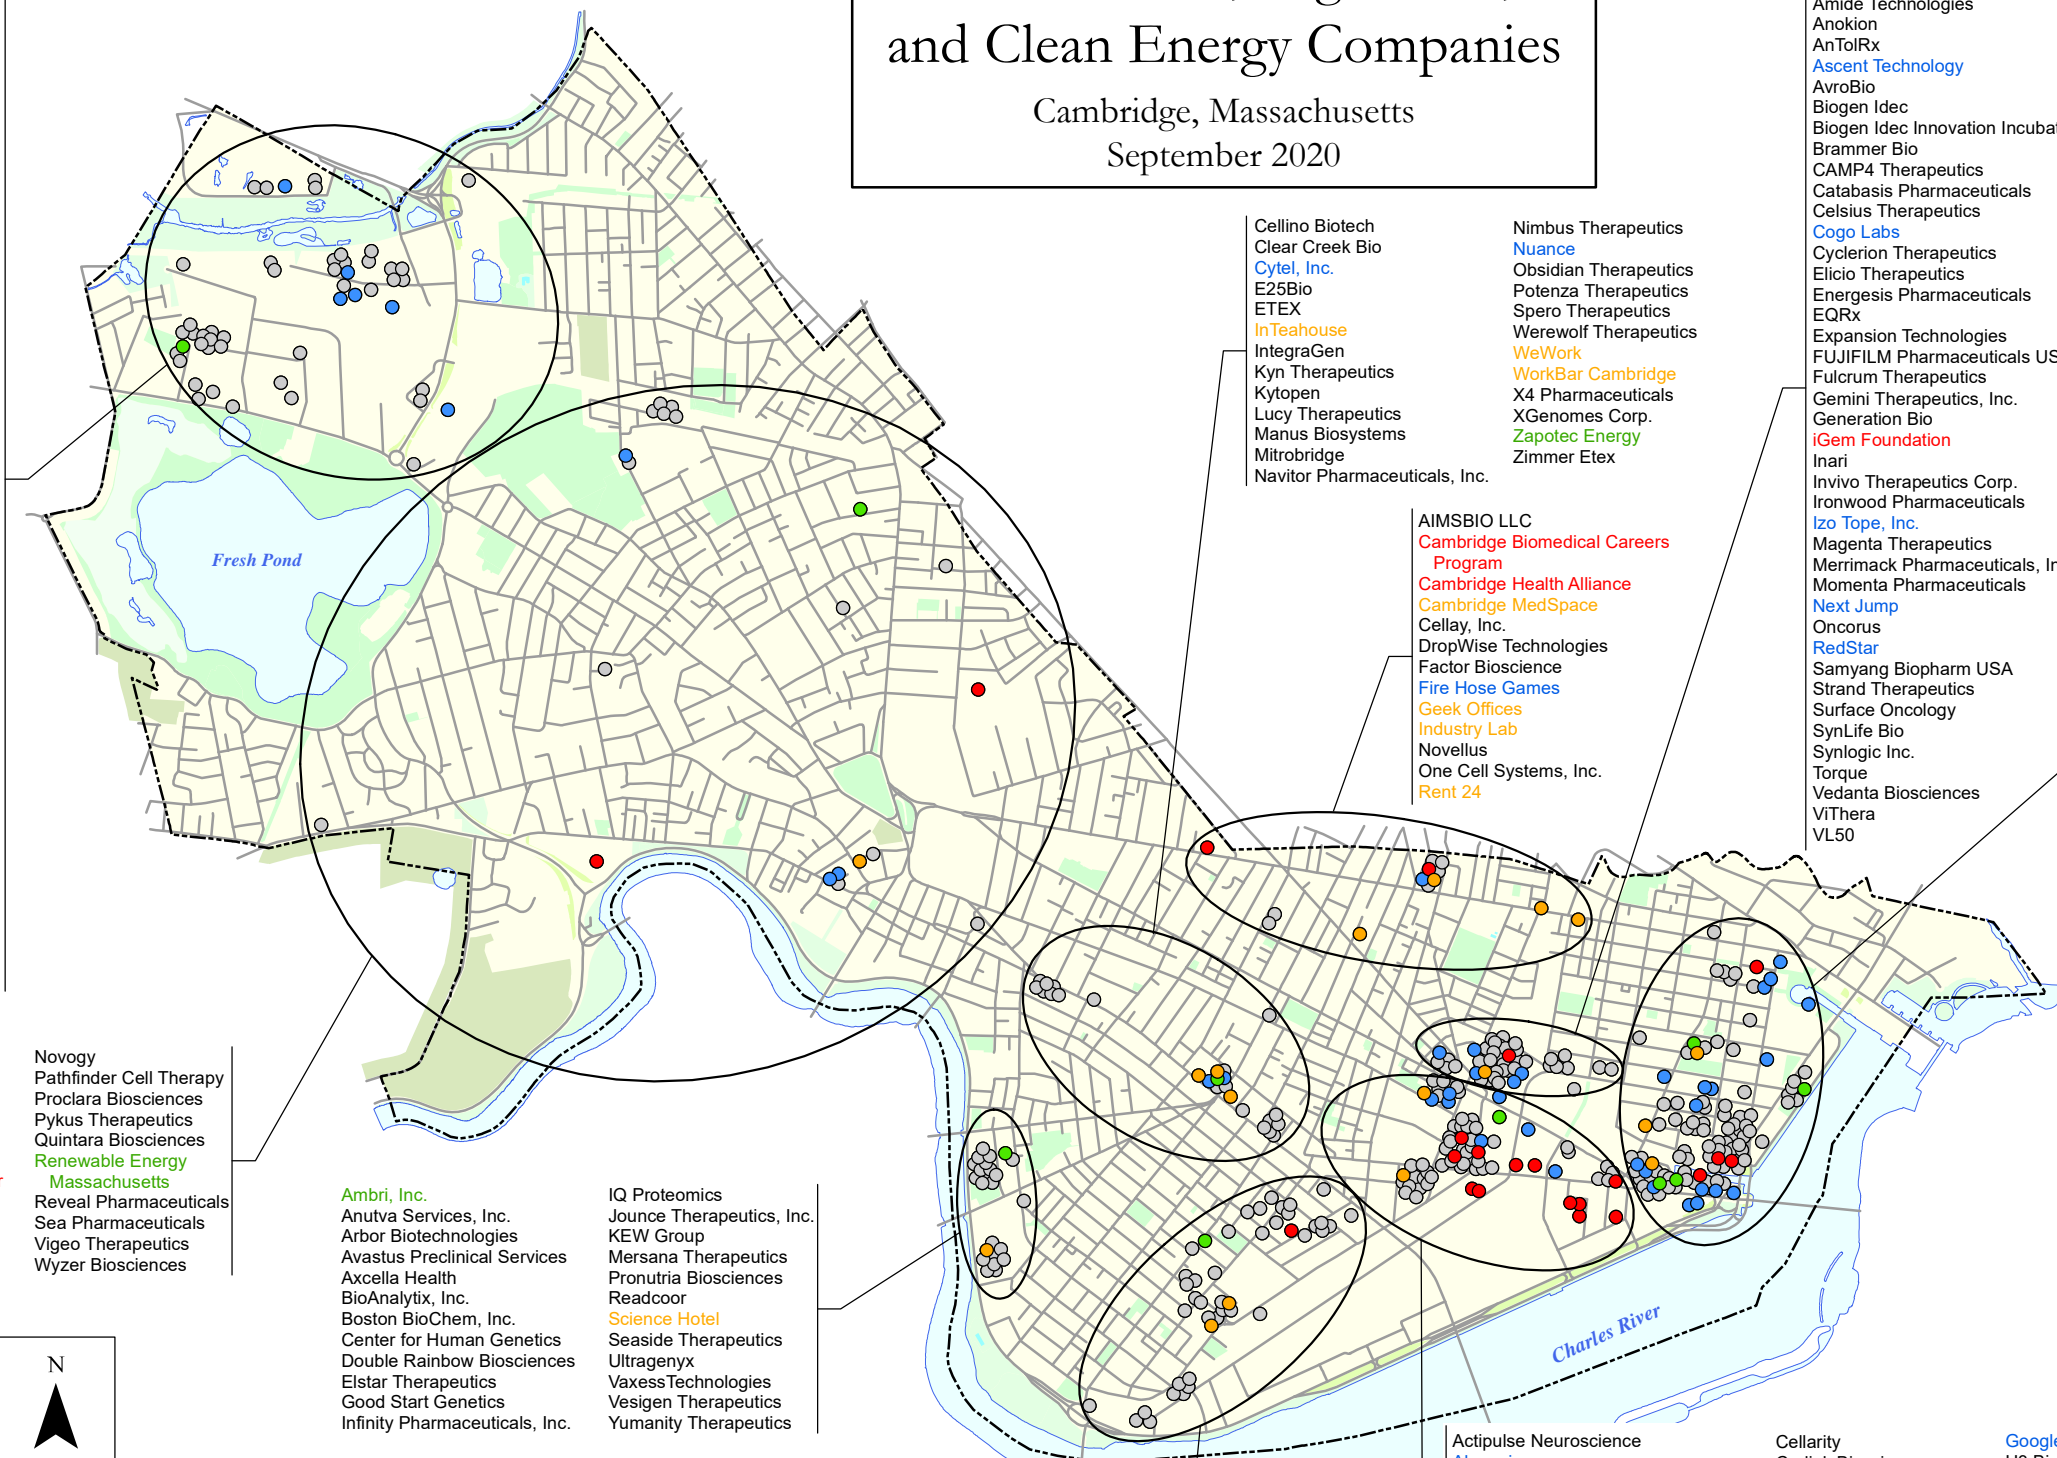 and Clean Energy Companies
Cambridge, Massachusetts
September 2020
Amide Technologies
Anokion
AnTolRx
Ascent Technology
AvroBio
Biogen Idec
Biogen Idec Innovation
Brammer Bio
CAMP4 Therapeutics
Catabasis Pharmaceuticals
Celsius Therapeutics
Cogo Labs
Cyclerion Therapeutics
Elicio Therapeutics
Energesis Pharmaceuticals
EQRx
Expansion Technologies
FUJIFILM Pharmaceuticals
Fulcrum Therapeutics
Gemini Therapeutics, Inc.
Generation Bio
iGem Foundation
Inari
Invivo Therapeutics Corp.
Ironwood Pharmaceuticals
Izo Tope, Inc.
Magenta Therapeutics
Merrimack Pharmaceuticals,
Momenta Pharmaceuticals
Next Jump
Oncorus
RedStar
Samyang Biopharm USA
Strand Therapeutics
Surface Oncology
SynLife Bio
Synlogic Inc.
Torque
Vedanta Biosciences
ViThera
VL50
Cellino Biotech
Clear Creek Bio
Cytel, Inc.
E25Bio
ETEX
InTeahouse
IntegraGen
Kyn Therapeutics
Kytopen
Lucy Therapeutics
Manus Biosystems
Mitrobridge
Navitor Pharmaceuticals, Inc.
Nimbus Therapeutics
Nuance
Obsidian Therapeutics
Potenza Therapeutics
Spero Therapeutics
Werewolf Therapeutics
WeWork
WorkBar Cambridge
X4 Pharmaceuticals
XGenomes Corp.
Zapotec Energy
Zimmer Etex
AIMSBIO LLC
Cambridge Biomedical Careers
Program
Cambridge Health Alliance
Cambridge MedSpace
Cellay, Inc.
DropWise Technologies
Factor Bioscience
Fire Hose Games
Geek Offices
Industry Lab
Novellus
One Cell Systems, Inc.
Rent 24
Fresh Pond
Novogy
Pathfinder Cell Therapy
Proclara Biosciences
Pykus Therapeutics
Quintara Biosciences
Renewable Energy
Massachusetts
Reveal Pharmaceuticals
Sea Pharmaceuticals
Vigeo Therapeutics
Wyzer Biosciences
Ambri, Inc.
Anutva Services, Inc.
Arbor Biotechnologies
Avastus Preclinical Services
Axcella Health
BioAnalytix, Inc.
Boston BioChem, Inc.
Center for Human Genetics
Double Rainbow Biosciences
Elstar Therapeutics
Good Start Genetics
Infinity Pharmaceuticals, Inc.
IQ Proteomics
Jounce Therapeutics, Inc.
KEW Group
Mersana Therapeutics
Pronutria Biosciences
Readcoor
Science Hotel
Seaside Therapeutics
Ultragenyx
VaxessTechnologies
Vesigen Therapeutics
Yumanity Therapeutics
Charles River
N
Actipulse Neuroscience
Cellarity
Google